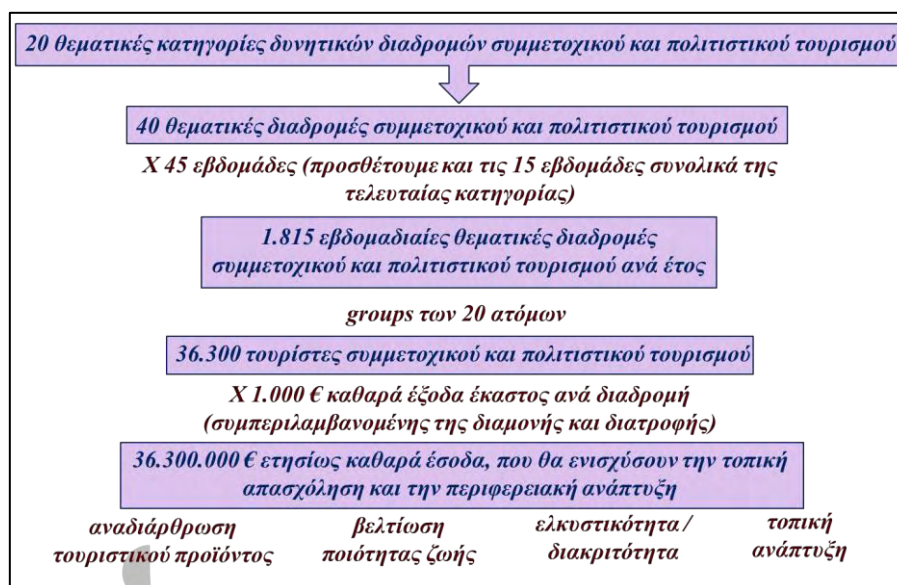 20 θεματικές κατηγορίες δυνητικών διαδρομών συμμετοχικού και πολιτιστικού τουρισμού
40 θεματικές διαδρομές συμμετοχικού και πολιτιστικού τουρισμού
Χ 45 εβδομάδες (προσθέτουμε και τις 15 εβδομάδες συνολικά της
τελευταίας κατηγορίας)
1.815 εβδομαδιαίες θεματικές διαδρομές
συμμετοχικού και πολιτιστικού τουρισμού ανά έτος
groups των 20 ατόμων
36.300 τουρίστες συμμετοχικού και πολιτιστικού τουρισμού
Χ 1.000 € καθαρά έξοδα έκαστος ανά διαδρομή
(συμπεριλαμβανομένης της διαμονής και διατροφής)
36.300.000 € ετησίως καθαρά έσοδα, που θα ενισχύσουν την τοπική
απασχόληση και την περιφερειακή ανάπτυξη
αναδιάρθρωση
τουριστικού προϊόντος
βελτίωση
ποιότητας ζωής
ελκυστικότητα /
διακριτότητα
τοπική
ανάπτυξη